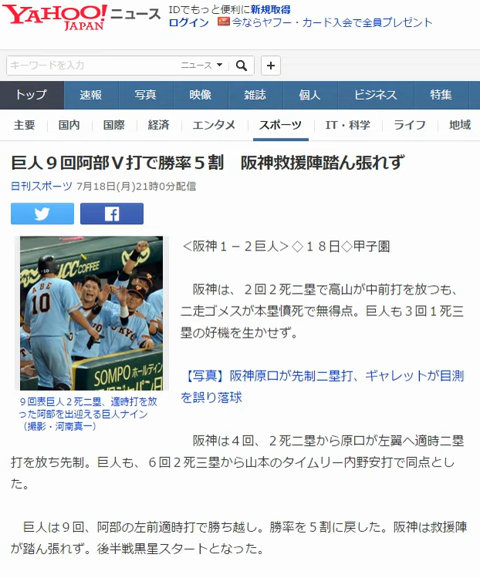 YAHOO! JAPAN ニュース
IDでもっと便利に新規取得
ログイン 今ならヤフー・カード入会で全員プレゼント
キーワードを入力 ニュース
トップ 速報 写真 映像 雑誌 個人 ビジネス 特集
主要 国内 国際 経済 エンタメ スポーツ IT・科学 ライフ 地域
巨人９回阿部Ｖ打で勝率５割 阪神救援陣踏ん張れず
日刊スポーツ 7月18日(月)21時0分配信
＜阪神１－２巨人＞◇１８日◇甲子園
阪神は、２回２死二塁で高山が中前打を放つも、
二走ゴメスが本塁憤死で無得点。巨人も３回１死三
塁の好機を生かせず。
【写真】阪神原口が先制二塁打、ギャレットが目測
を誤り落球
ABE
10
COFFEE
TOKYO
SOMPOホールディン
９回表巨人２死二塁、適時打を放
った阿部を出迎える巨人ナイン
（撮影・河南真一）
阪神は４回、２死二塁から原口が左翼へ適時二塁
打を放ち先制。巨人も、６回２死三塁から山本のタイムリー内野安打で同点とし
た。
巨人は９回、阿部の左前適時打で勝ち越し。勝率を５割に戻した。阪神は救援陣
が踏ん張れず。後半戦黒星スタートとなった。